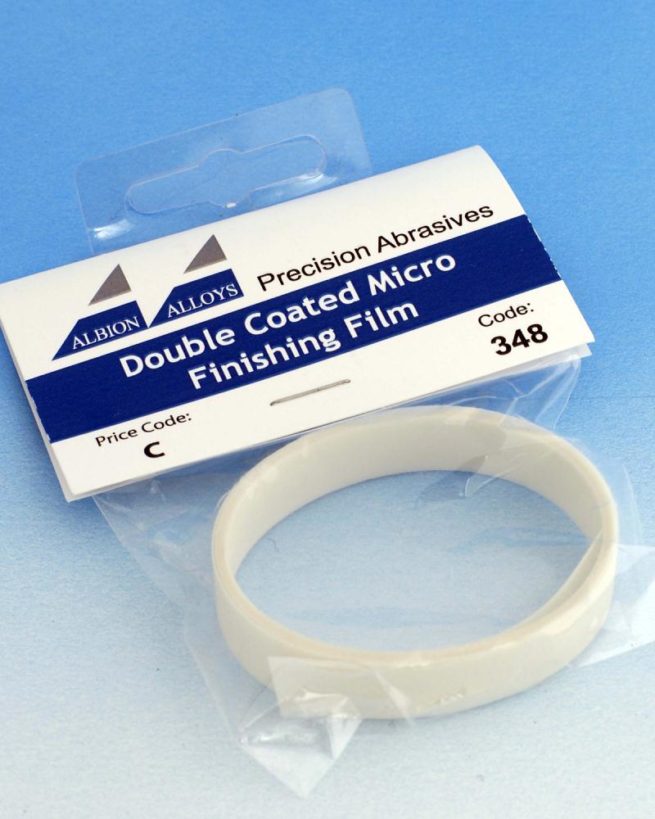 ALBION ALLOYS
Precision Abrasives
Double Coated Micro
Finishing Film
Price Code:
C
Code:
348